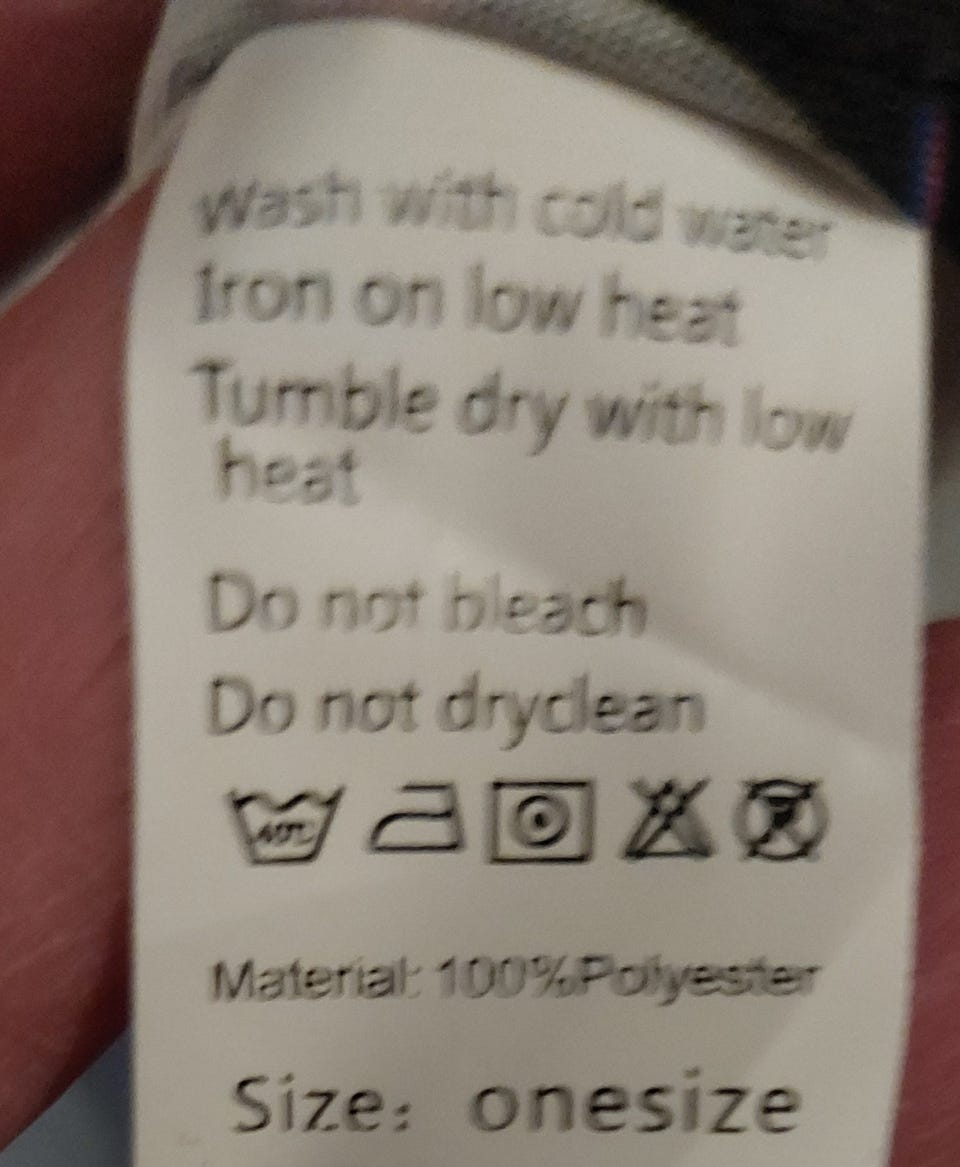 Wash with cold water
Iron on low heat
Tumble dry with low
heat
Do not bleach
Do not dryclean
40°C
P
Material: 100%Polyester
Size: onesize